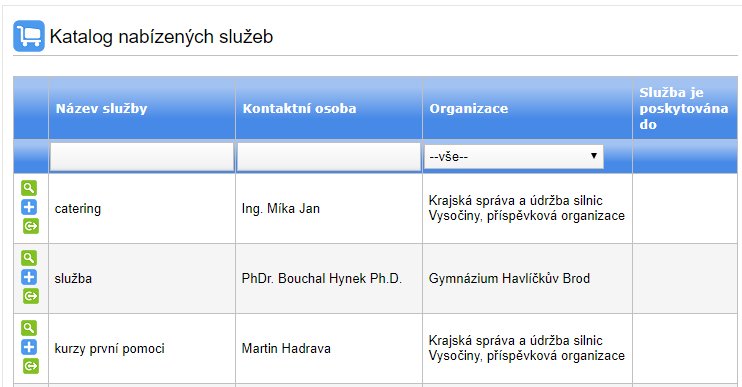 Katalog nabízených služeb
Název služby Kontaktní osoba Organizace Služba je poskytována do
--vše--
catering Ing. Míka Jan Krajská správa a údržba silnic Vysočiny, příspěvková organizace
služba PhDr. Bouchal Hynek Ph.D. Gymnázium Havlíčkův Brod
kurzy první pomoci Martin Hadrava Krajská správa a údržba silnic Vysočiny, příspěvková organizace